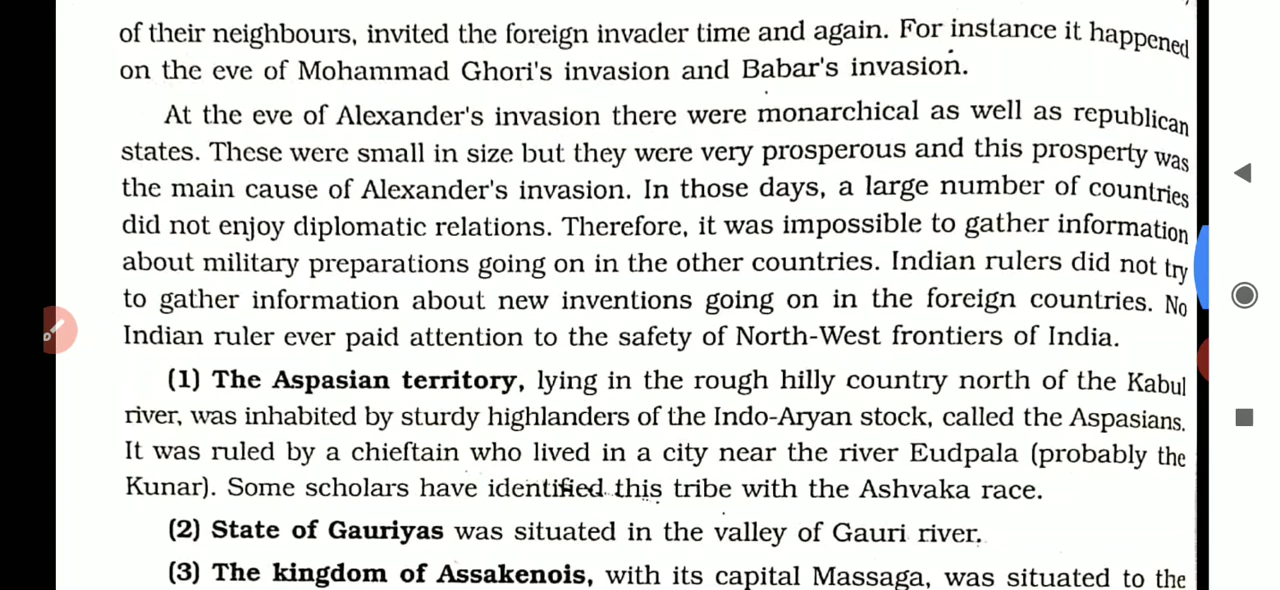 of their neighbours, invited the foreign invader time and again. For instance it happened
on the eve of Mohammad Ghori's invasion and Babar's invasion.
At the eve of Alexander's invasion there were monarchical as well as republican
states. These were small in size but they were very prosperous and this prosperty was
the main cause of Alexander's invasion. In those days, a large number of countries
did not enjoy diplomatic relations. Therefore, it was impossible to gather information
about military preparations going on in the other countries. Indian rulers did not try
to gather information about new inventions going on in the foreign countries. No
Indian ruler ever paid attention to the safety of North-West frontiers of India.
(1) The Aspasian territory, lying in the rough hilly country north of the Kabul
river, was inhabited by sturdy highlanders of the Indo-Aryan stock, called the Aspasians.
It was ruled by a chieftain who lived in a city near the river Eudpala (probably the
Kunar). Some scholars have identified this tribe with the Ashvaka race.
(2) State of Gauriyas was situated in the valley of Gauri river.
(3) The kingdom of Assakenois, with its capital Massaga, was situated to the